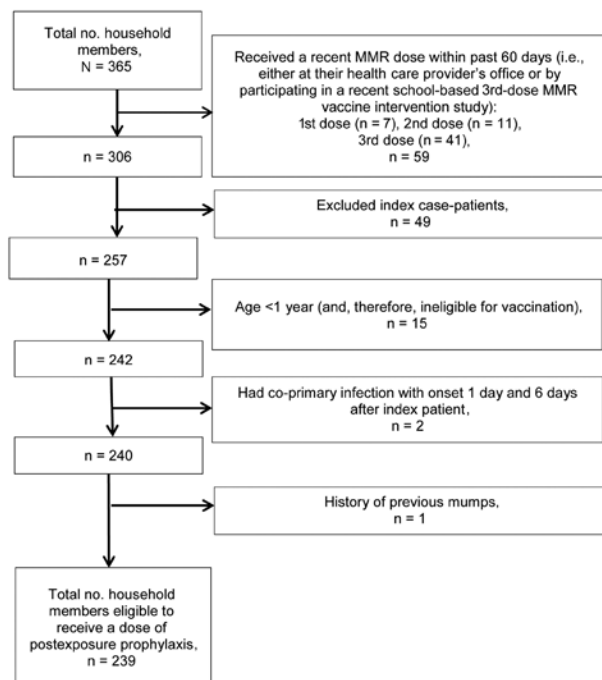 Total no. household
members,
N = 365
Received a recent MMR dose within past 60 days (i.e.,
either at their health care provider's office or by
participating in a recent school-based 3rd-dose MMR
vaccine intervention study):
1st dose (n = 7), 2nd dose (n = 11),
3rd dose (n = 41),
n = 59
n = 306
Excluded index case-patients,
n = 49
n = 257
Age <1 year (and, therefore, ineligible for vaccination),
n = 15
n = 242
Had co-primary infection with onset 1 day and 6 days
after index patient,
n = 2
n = 240
History of previous mumps,
n = 1
Total no. household
members eligible to
receive a dose of
postexposure prophylaxis,
n = 239